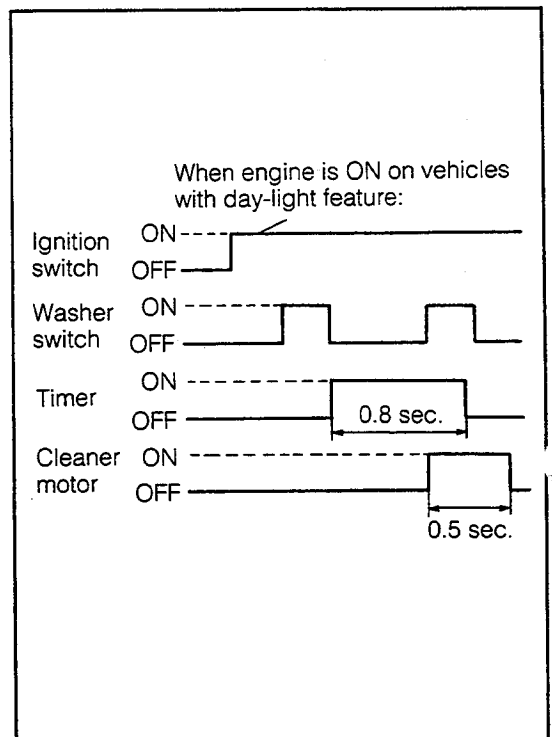 When engine is ON on vehicles
with day-light feature:
Ignition
switch
ON
OFF
Washer
switch
ON
OFF
Timer
ON
OFF
0.8 sec.
Cleaner
motor
ON
OFF
0.5 sec.